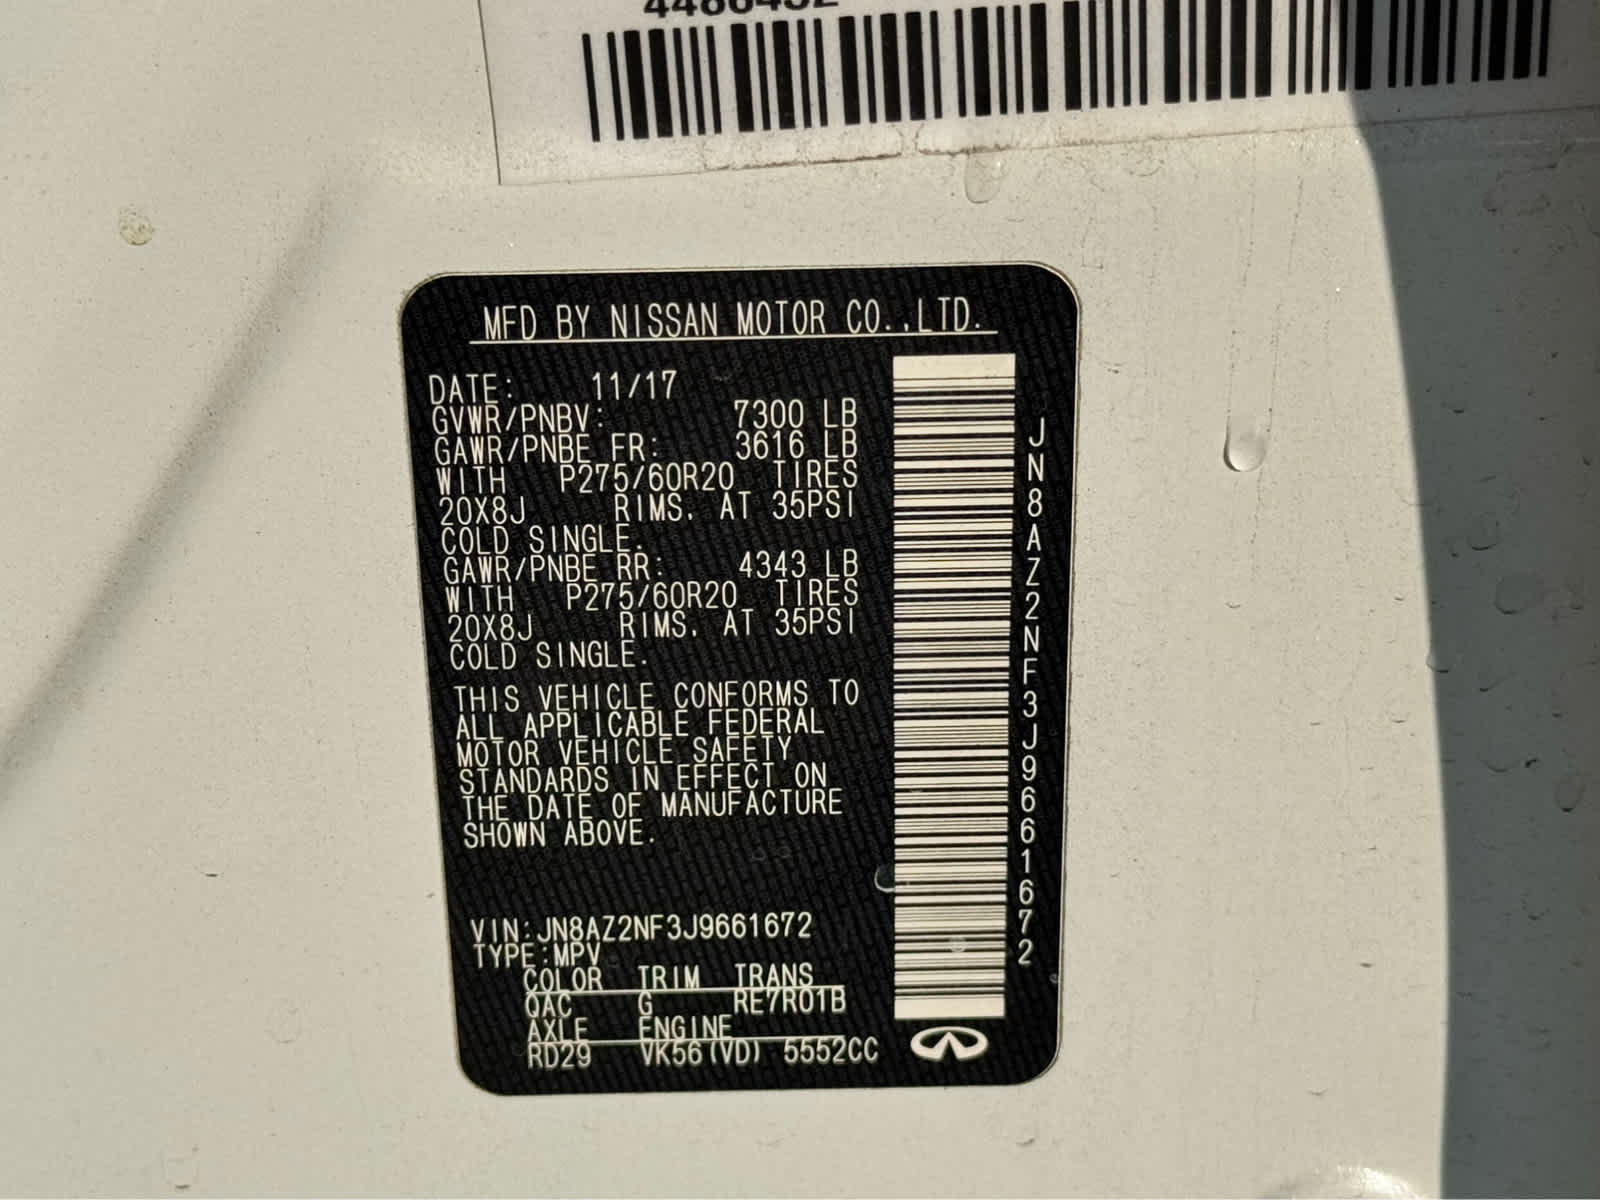 MFD BY NISSAN MOTOR CO.,LTD.
DATE: 11/17
GVWR/PNBV: 7300 LB
GAWR/PNBE FR: 3616 LB
WITH P275/60R20 TIRES
20X8J RIMS. AT 35PSI
COLD SINGLE.
GAWR/PNBE RR: 4343 LB
WITH P275/60R20 TIRES
20X8J RIMS. AT 35PSI
COLD SINGLE.
THIS VEHICLE CONFORMS TO
ALL APPLICABLE FEDERAL
MOTOR VEHICLE SAFETY
STANDARDS IN EFFECT ON
THE DATE OF MANUFACTURE
SHOWN ABOVE.
VIN:JN8AZ2NF3J9661672
TYPE:MPV
COLOR TRIM TRANS
QAC G RE7R01B
AXLE ENGINE
RD29 VK56(VD) 5552CC
JN8AZ2NF3J9661672